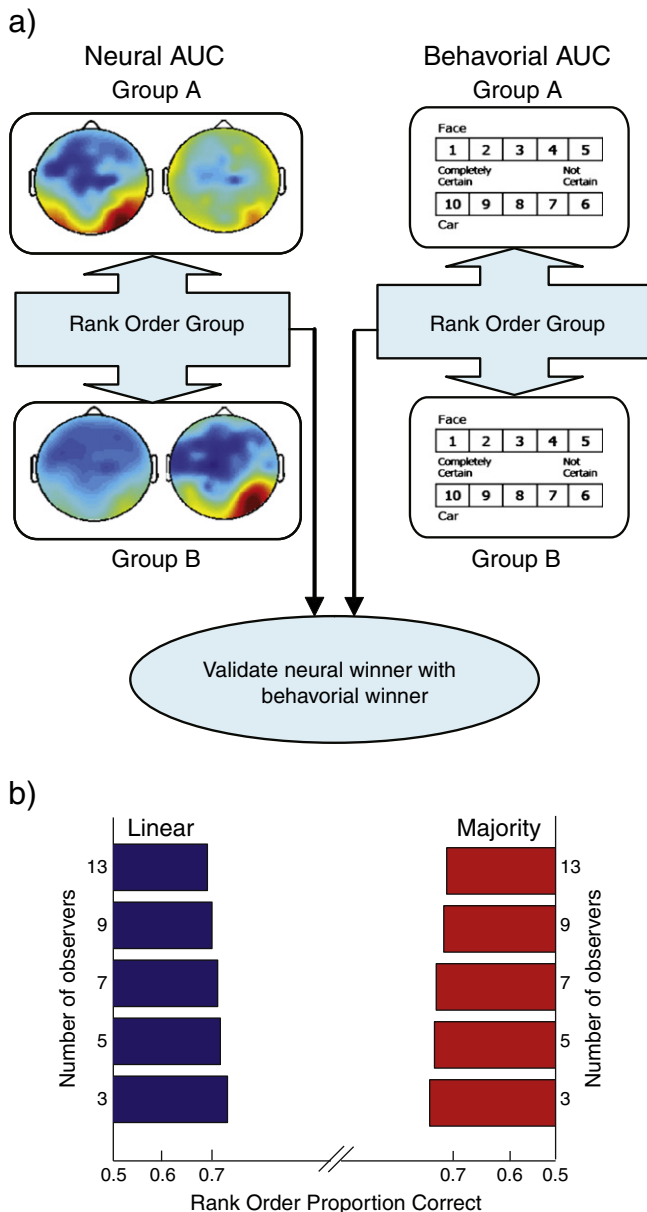 a)
Neural AUC
Group A
Behavorial AUC
Group A
Face
1 2 3 4 5
Completely Certain
Not Certain
10 9 8 7 6
Car
Rank Order Group
Rank Order Group
Group B
Face
1 2 3 4 5
Completely Certain
Not Certain
10 9 8 7 6
Car
Group B
Validate neural winner with
behavorial winner
b)
Linear
Majority
Number of observers
13
9
7
5
3
13
9
7
5
3
Number of observers
0.5 0.6 0.7
0.7 0.6 0.5
Rank Order Proportion Correct